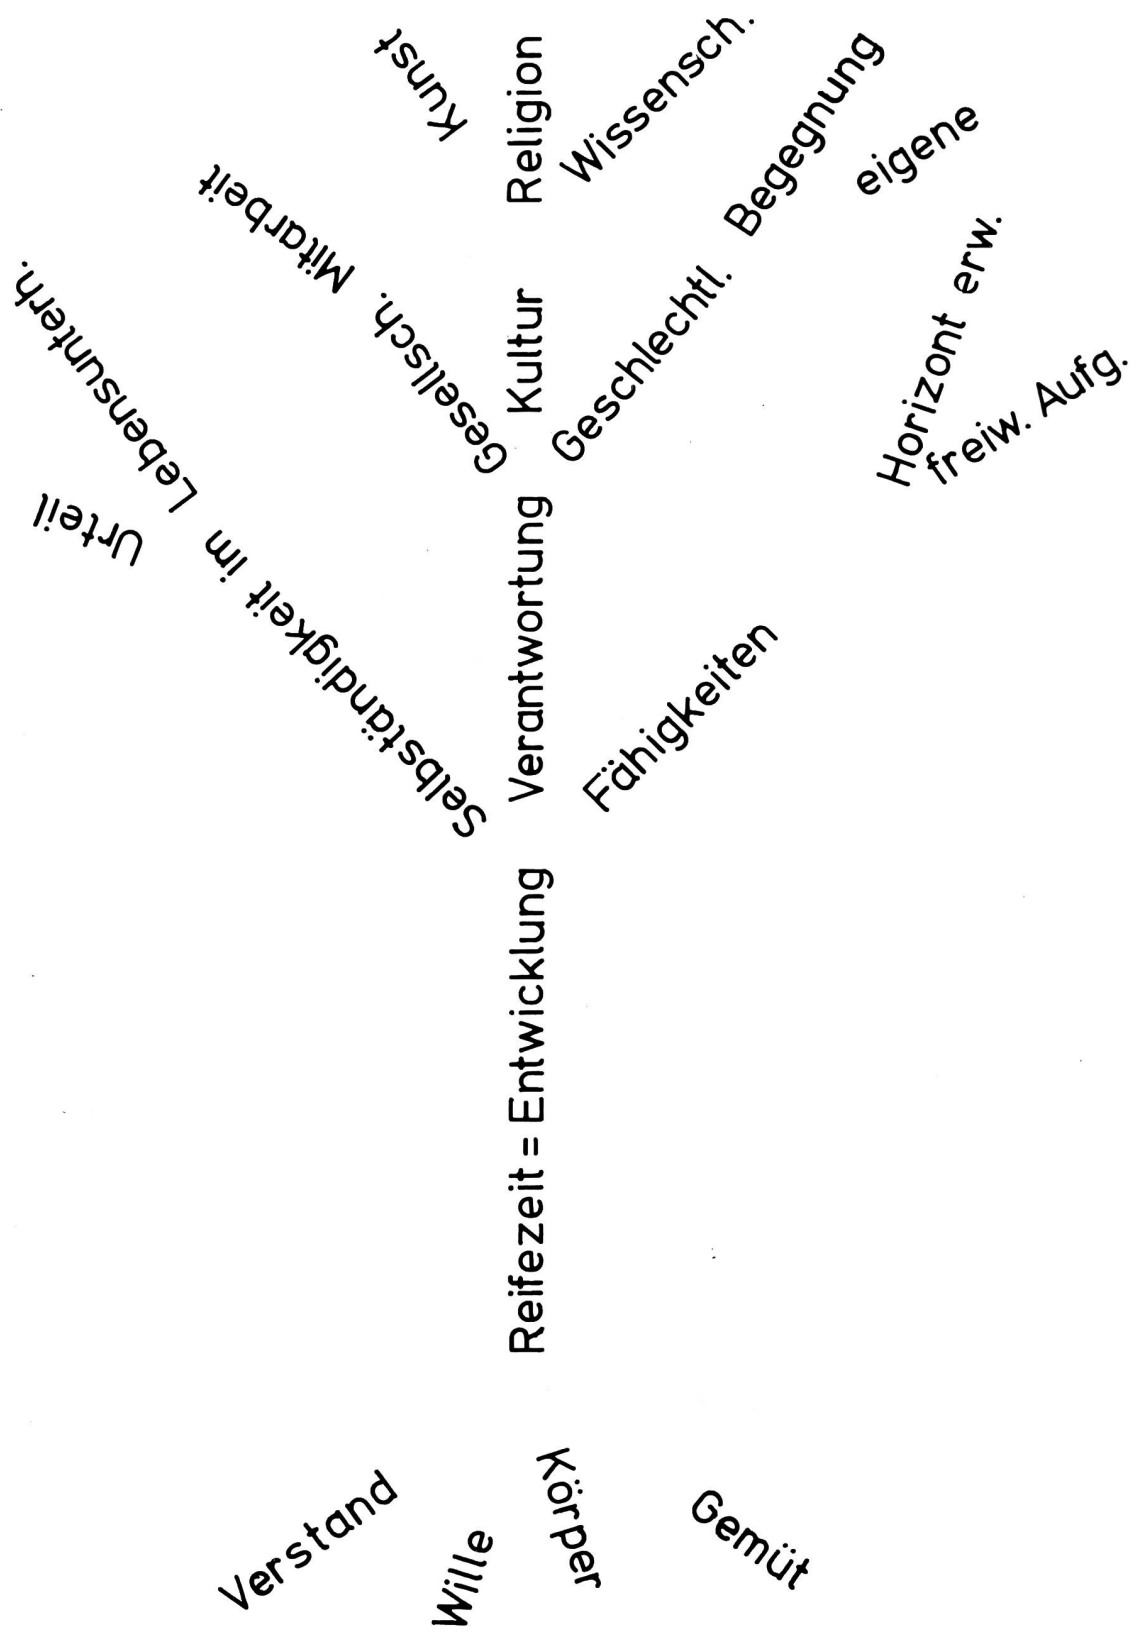 Kunst
Religion
Wissensch.
Gesellsch. Mitarbeit
Kultur
Geschlechtl. Begegnung
eigene
Horizont erw.
freiw. Aufg.
Urteil
Selbständigkeit im Lebensunterh.
Verantwortung
Fähigkeiten
Reifezeit = Entwicklung
Verstand
Wille
Körper
Gemüt